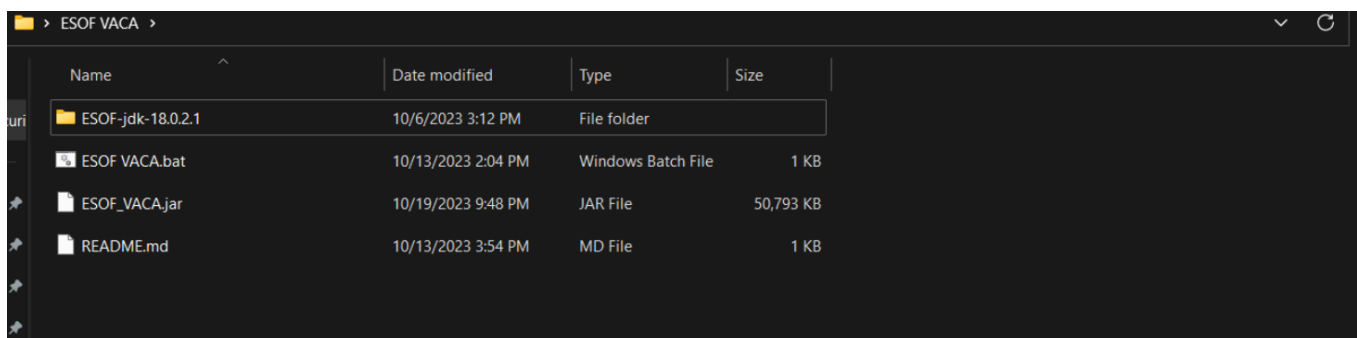 ESOF VACA
Name Date modified Type Size
ESOF-jdk-18.0.2.1 10/6/2023 3:12 PM File folder
ESOF VACA.bat 10/13/2023 2:04 PM Windows Batch File 1 KB
ESOF_VACA.jar 10/19/2023 9:48 PM JAR File 50,793 KB
README.md 10/13/2023 3:54 PM MD File 1 KB